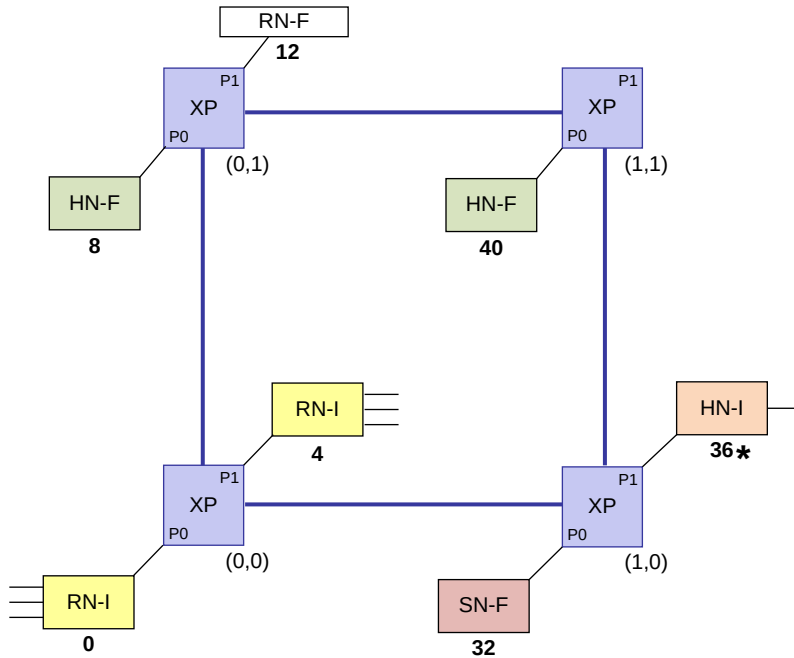 RN-F
12
P1
XP
P0
(0,1)
HN-F
8
P1
XP
P0
(1,1)
HN-F
40
RN-I
4
P1
XP
P0
(0,0)
RN-I
0
HN-I
36*
P1
XP
P0
(1,0)
SN-F
32